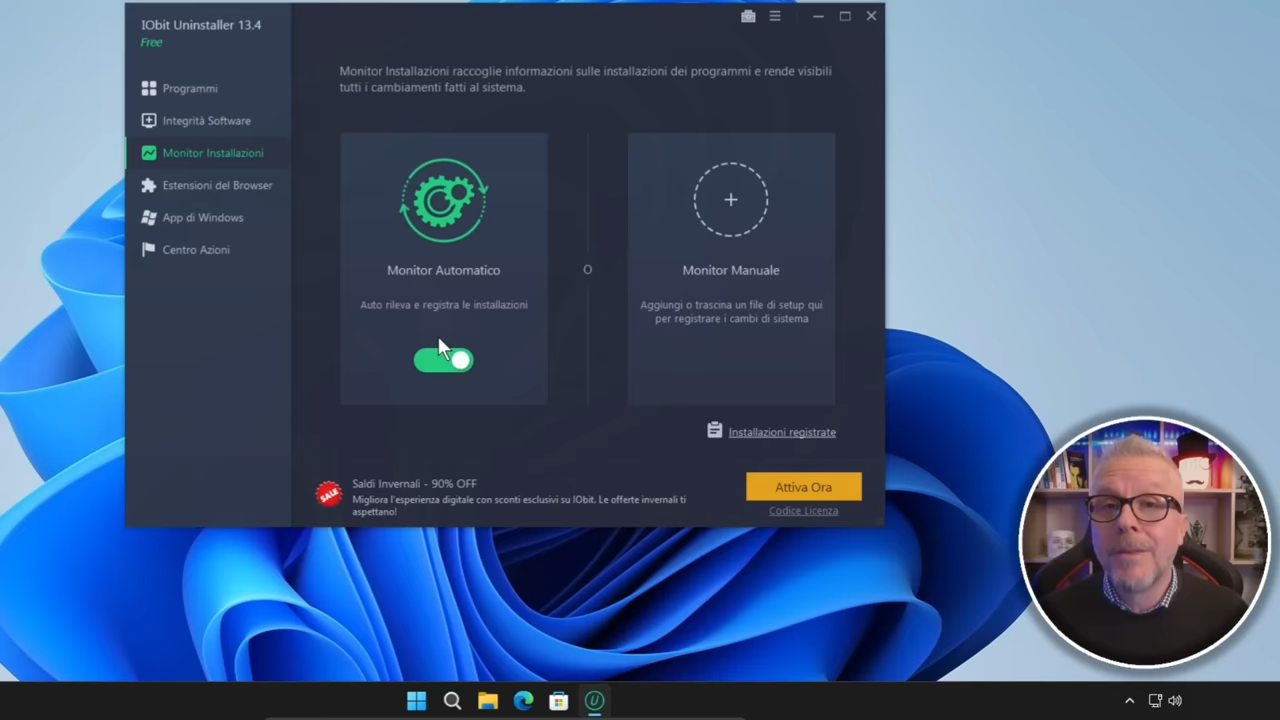 IObit Uninstaller 13.4
Free
Programmi
Integrità Software
Monitor Installazioni
Estensioni del Browser
App di Windows
Centro Azioni
Monitor Installazioni raccoglie informazioni sulle installazioni dei programmi e rende visibili
tutti i cambiamenti fatti al sistema.
Monitor Automatico
Auto rileva e registra le installazioni
O
Monitor Manuale
Aggiungi o trascina un file di setup qui
per registrare i cambi di sistema
Installazioni registrate
SALE
Saldi Invernali - 90% OFF
Migliora l'esperienza digitale con sconti esclusivi su IObit. Le offerte invernali ti
aspettano!
Attiva Ora
Codice Licenza